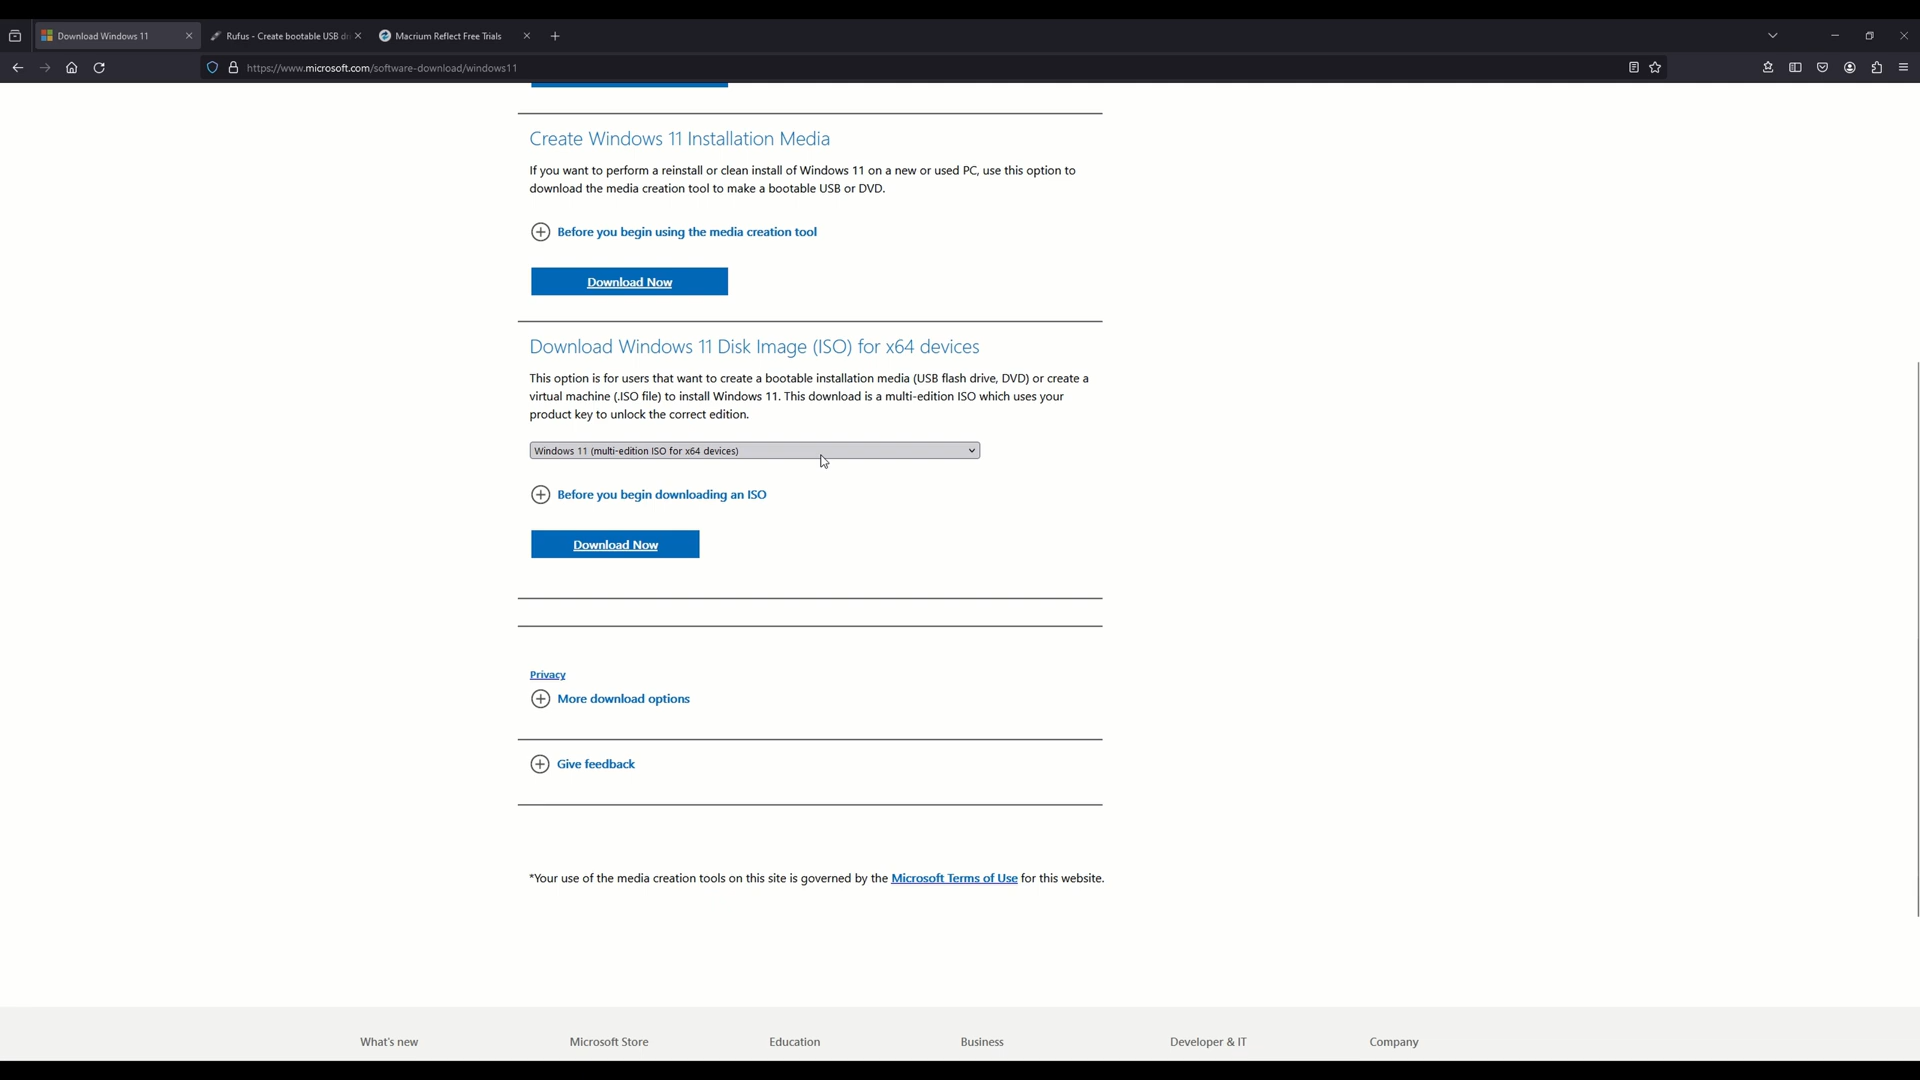 Download Windows 11
Rufus - Create bootable USB dr
Macrium Reflect Free Trials
https://www.microsoft.com/software-download/windows11
Create Windows 11 Installation Media
If you want to perform a reinstall or clean install of Windows 11 on a new or used PC, use this option to
download the media creation tool to make a bootable USB or DVD.
Before you begin using the media creation tool
Download Now
Download Windows 11 Disk Image (ISO) for x64 devices
This option is for users that want to create a bootable installation media (USB flash drive, DVD) or create a
virtual machine (.ISO file) to install Windows 11. This download is a multi-edition ISO which uses your
product key to unlock the correct edition.
Windows 11 (multi-edition ISO for x64 devices)
Before you begin downloading an ISO
Download Now
Privacy
More download options
Give feedback
*Your use of the media creation tools on this site is governed by the Microsoft Terms of Use for this website.
What's new
Microsoft Store
Education
Business
Developer & IT
Company